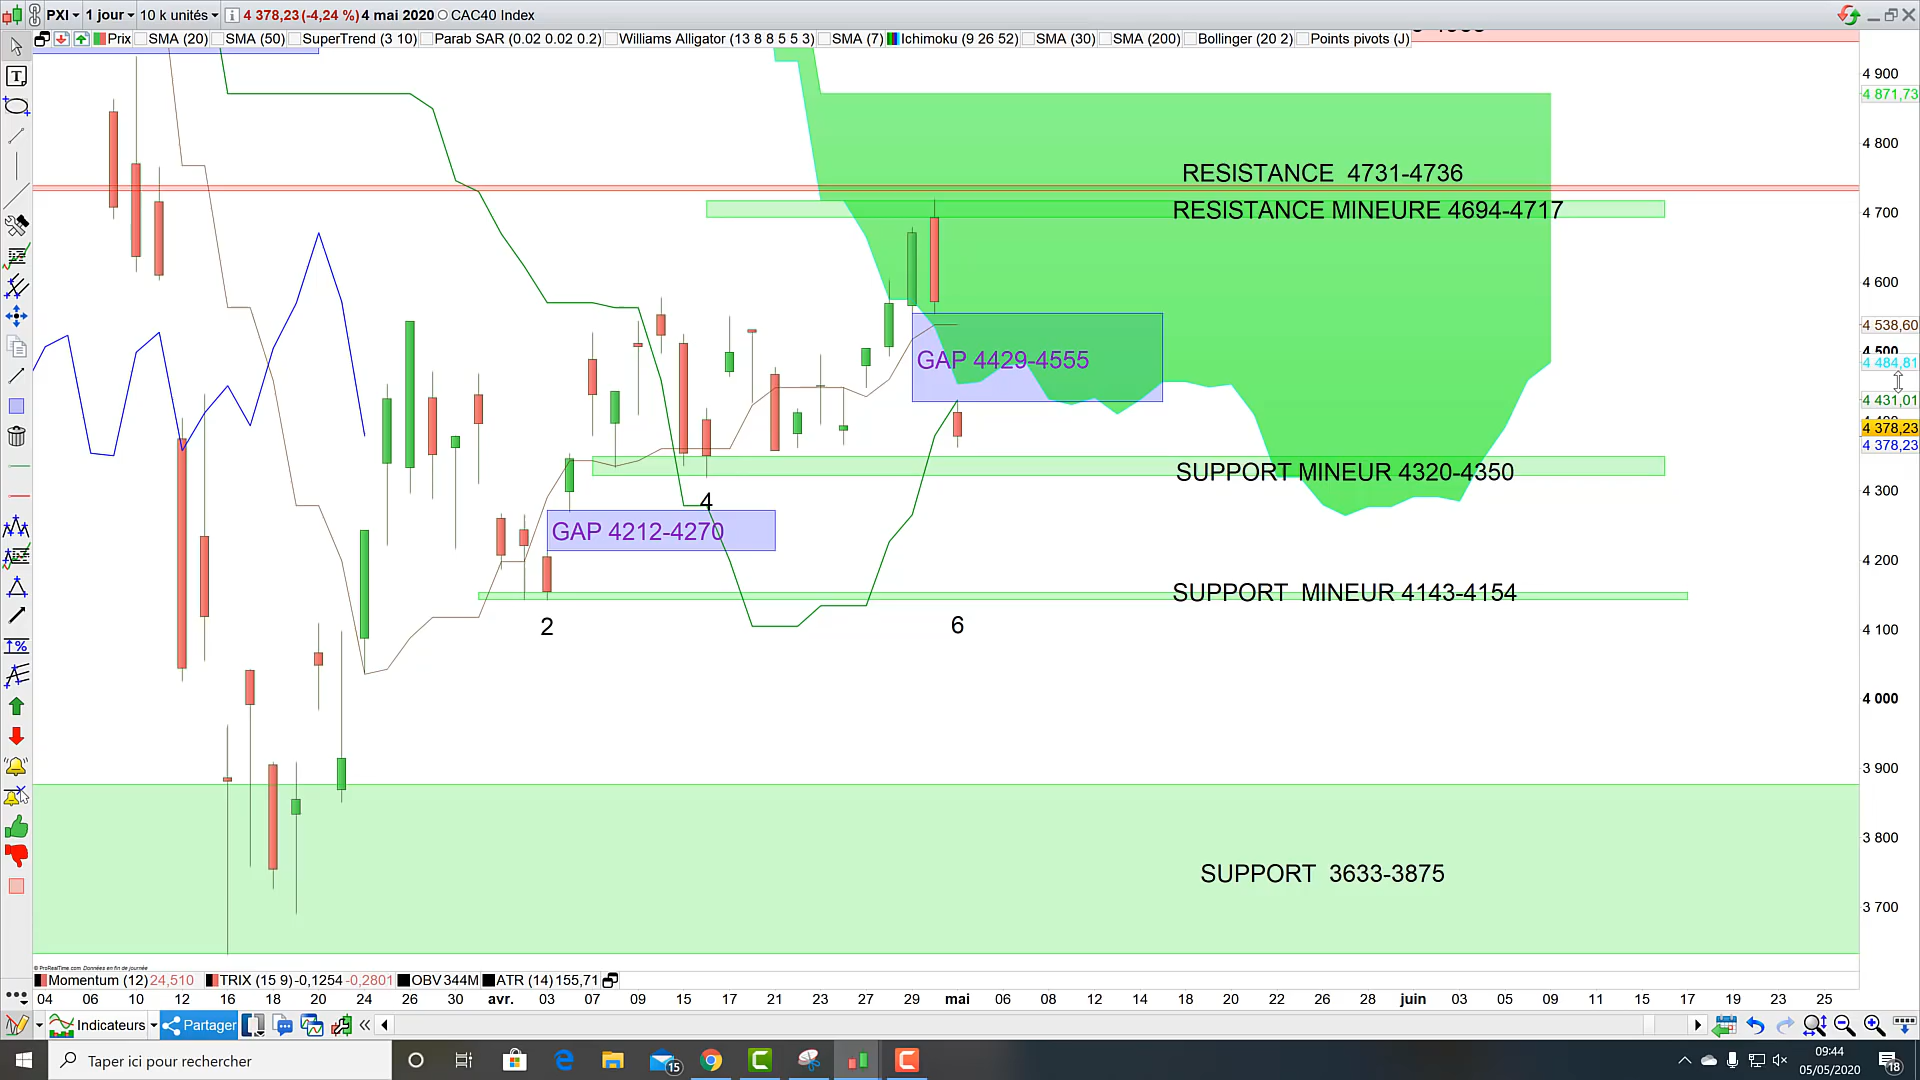 PXI 1 jour 10 k unités 4 378,23 (-4,24 %) 4 mai 2020 CAC40 Index
Prix SMA (20) SMA (50) SuperTrend (3 10) Parab SAR (0.02 0.02 0.2) Williams Alligator (13 8 8 5 5 3) SMA (7) Ichimoku (9 26 52) SMA (30) SMA (200) Bollinger (20 2) Points pivots (J)
4 900
4 871,73
4 800
RESISTANCE 4731-4736
4 700
RESISTANCE MINEURE 4694-4717
4 600
4 538,60
4 500
GAP 4429-4555
4 484,81
4 431,01
4 378,23
4 378,23
SUPPORT MINEUR 4320-4350
4 300
4
GAP 4212-4270
4 200
SUPPORT MINEUR 4143-4154
2
6
4 100
4 000
3 900
3 800
SUPPORT 3633-3875
3 700
© ProRealTime.com Données en fin de journée
Momentum (12) 24,510 TRIX (15 9) -0,1254 -0,2801 OBV 344M ATR (14) 155,71
04 06 10 12 16 18 20 24 26 30 avr. 03 07 09 15 17 21 23 27 29 mai 06 08 12 14 18 20 22 26 28 juin 03 05 09 11 15 17 19 23 25
Indicateurs Partager
Taper ici pour rechercher
15
09:44
05/05/2020
18